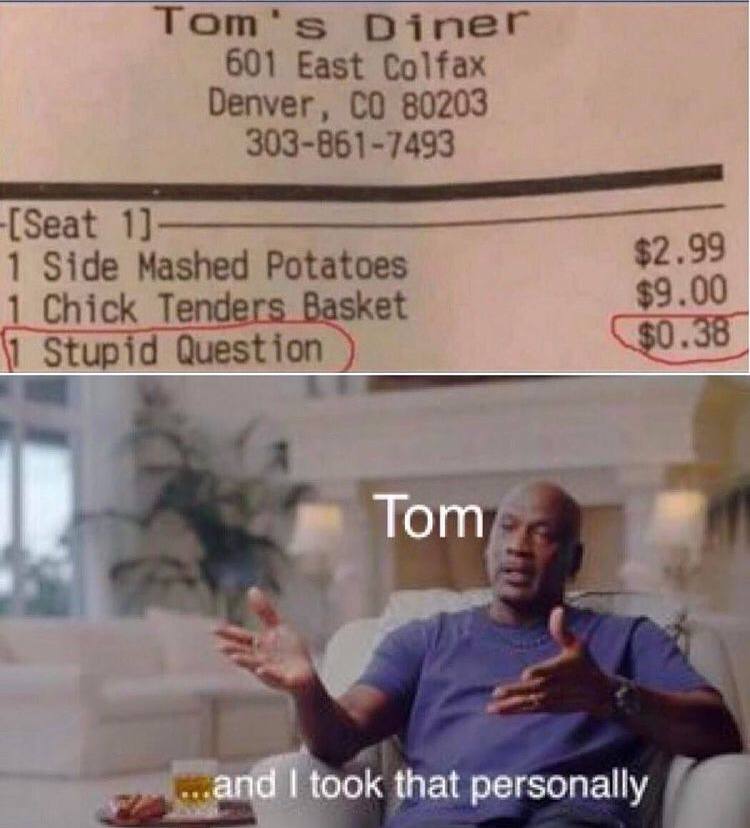 Tom's Diner
601 East Colfax
Denver, CO 80203
303-861-7493
[Seat 1]
1 Side Mashed Potatoes $2.99
1 Chick Tenders Basket $9.00
1 Stupid Question $0.38
Tom
...and I took that personally